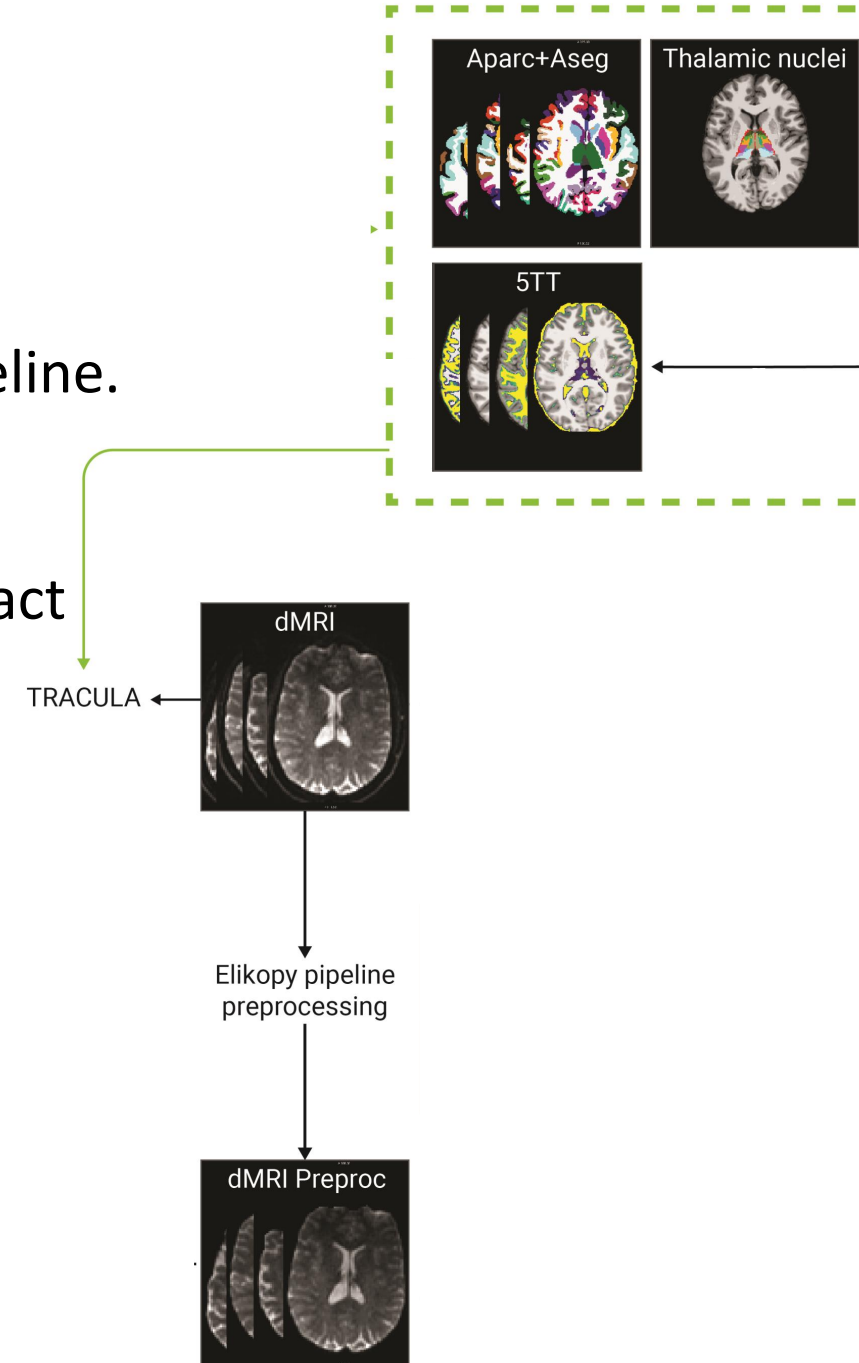 Aparc+Aseg
Thalamic nuclei
5TT
eline.
act
dMRI
TRACULA
Elikopy pipeline
preprocessing
dMRI Preproc